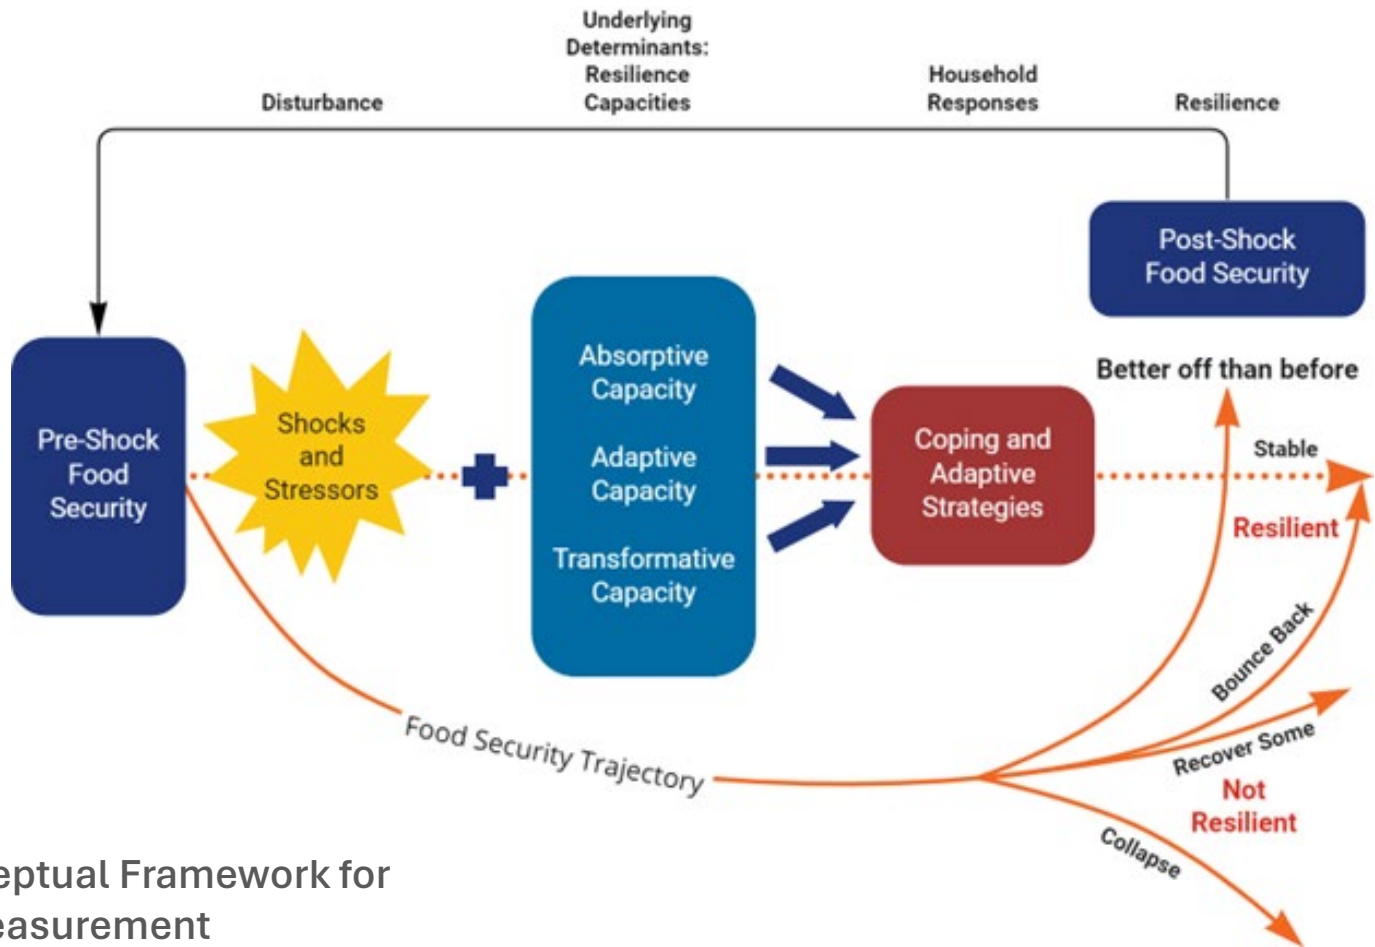 Underlying
Determinants:
Resilience
Capacities
Disturbance
Household
Responses
Resilience
Post-Shock
Food Security
Pre-Shock
Food
Security
Shocks
and
Stressors
Absorptive
Capacity
Adaptive
Capacity
Transformative
Capacity
Coping and
Adaptive
Strategies
Better off than before
Stable
Resilient
Bounce Back
Recover Some
Not
Resilient
Collapse
Food Security Trajectory
eptual Framework for
easurement